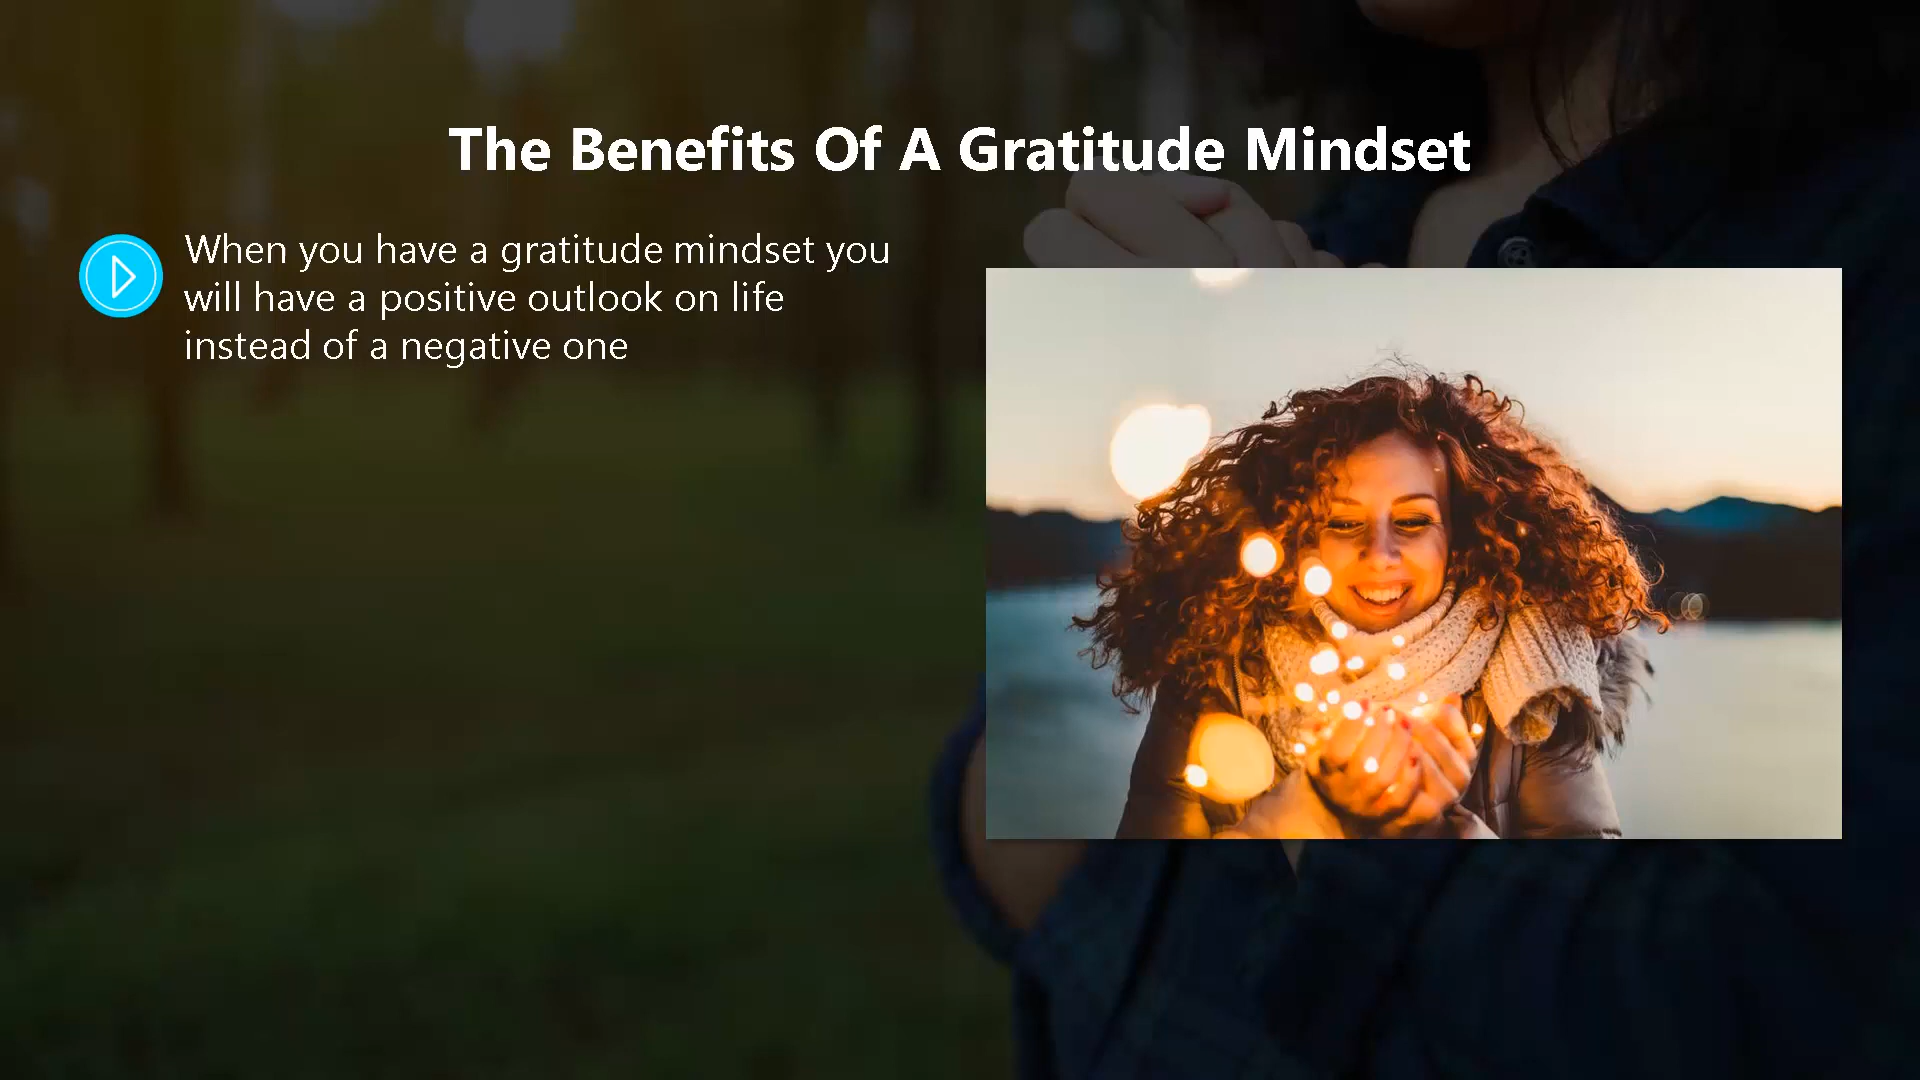 The Benefits Of A Gratitude Mindset
When you have a gratitude mindset you
will have a positive outlook on life
instead of a negative one